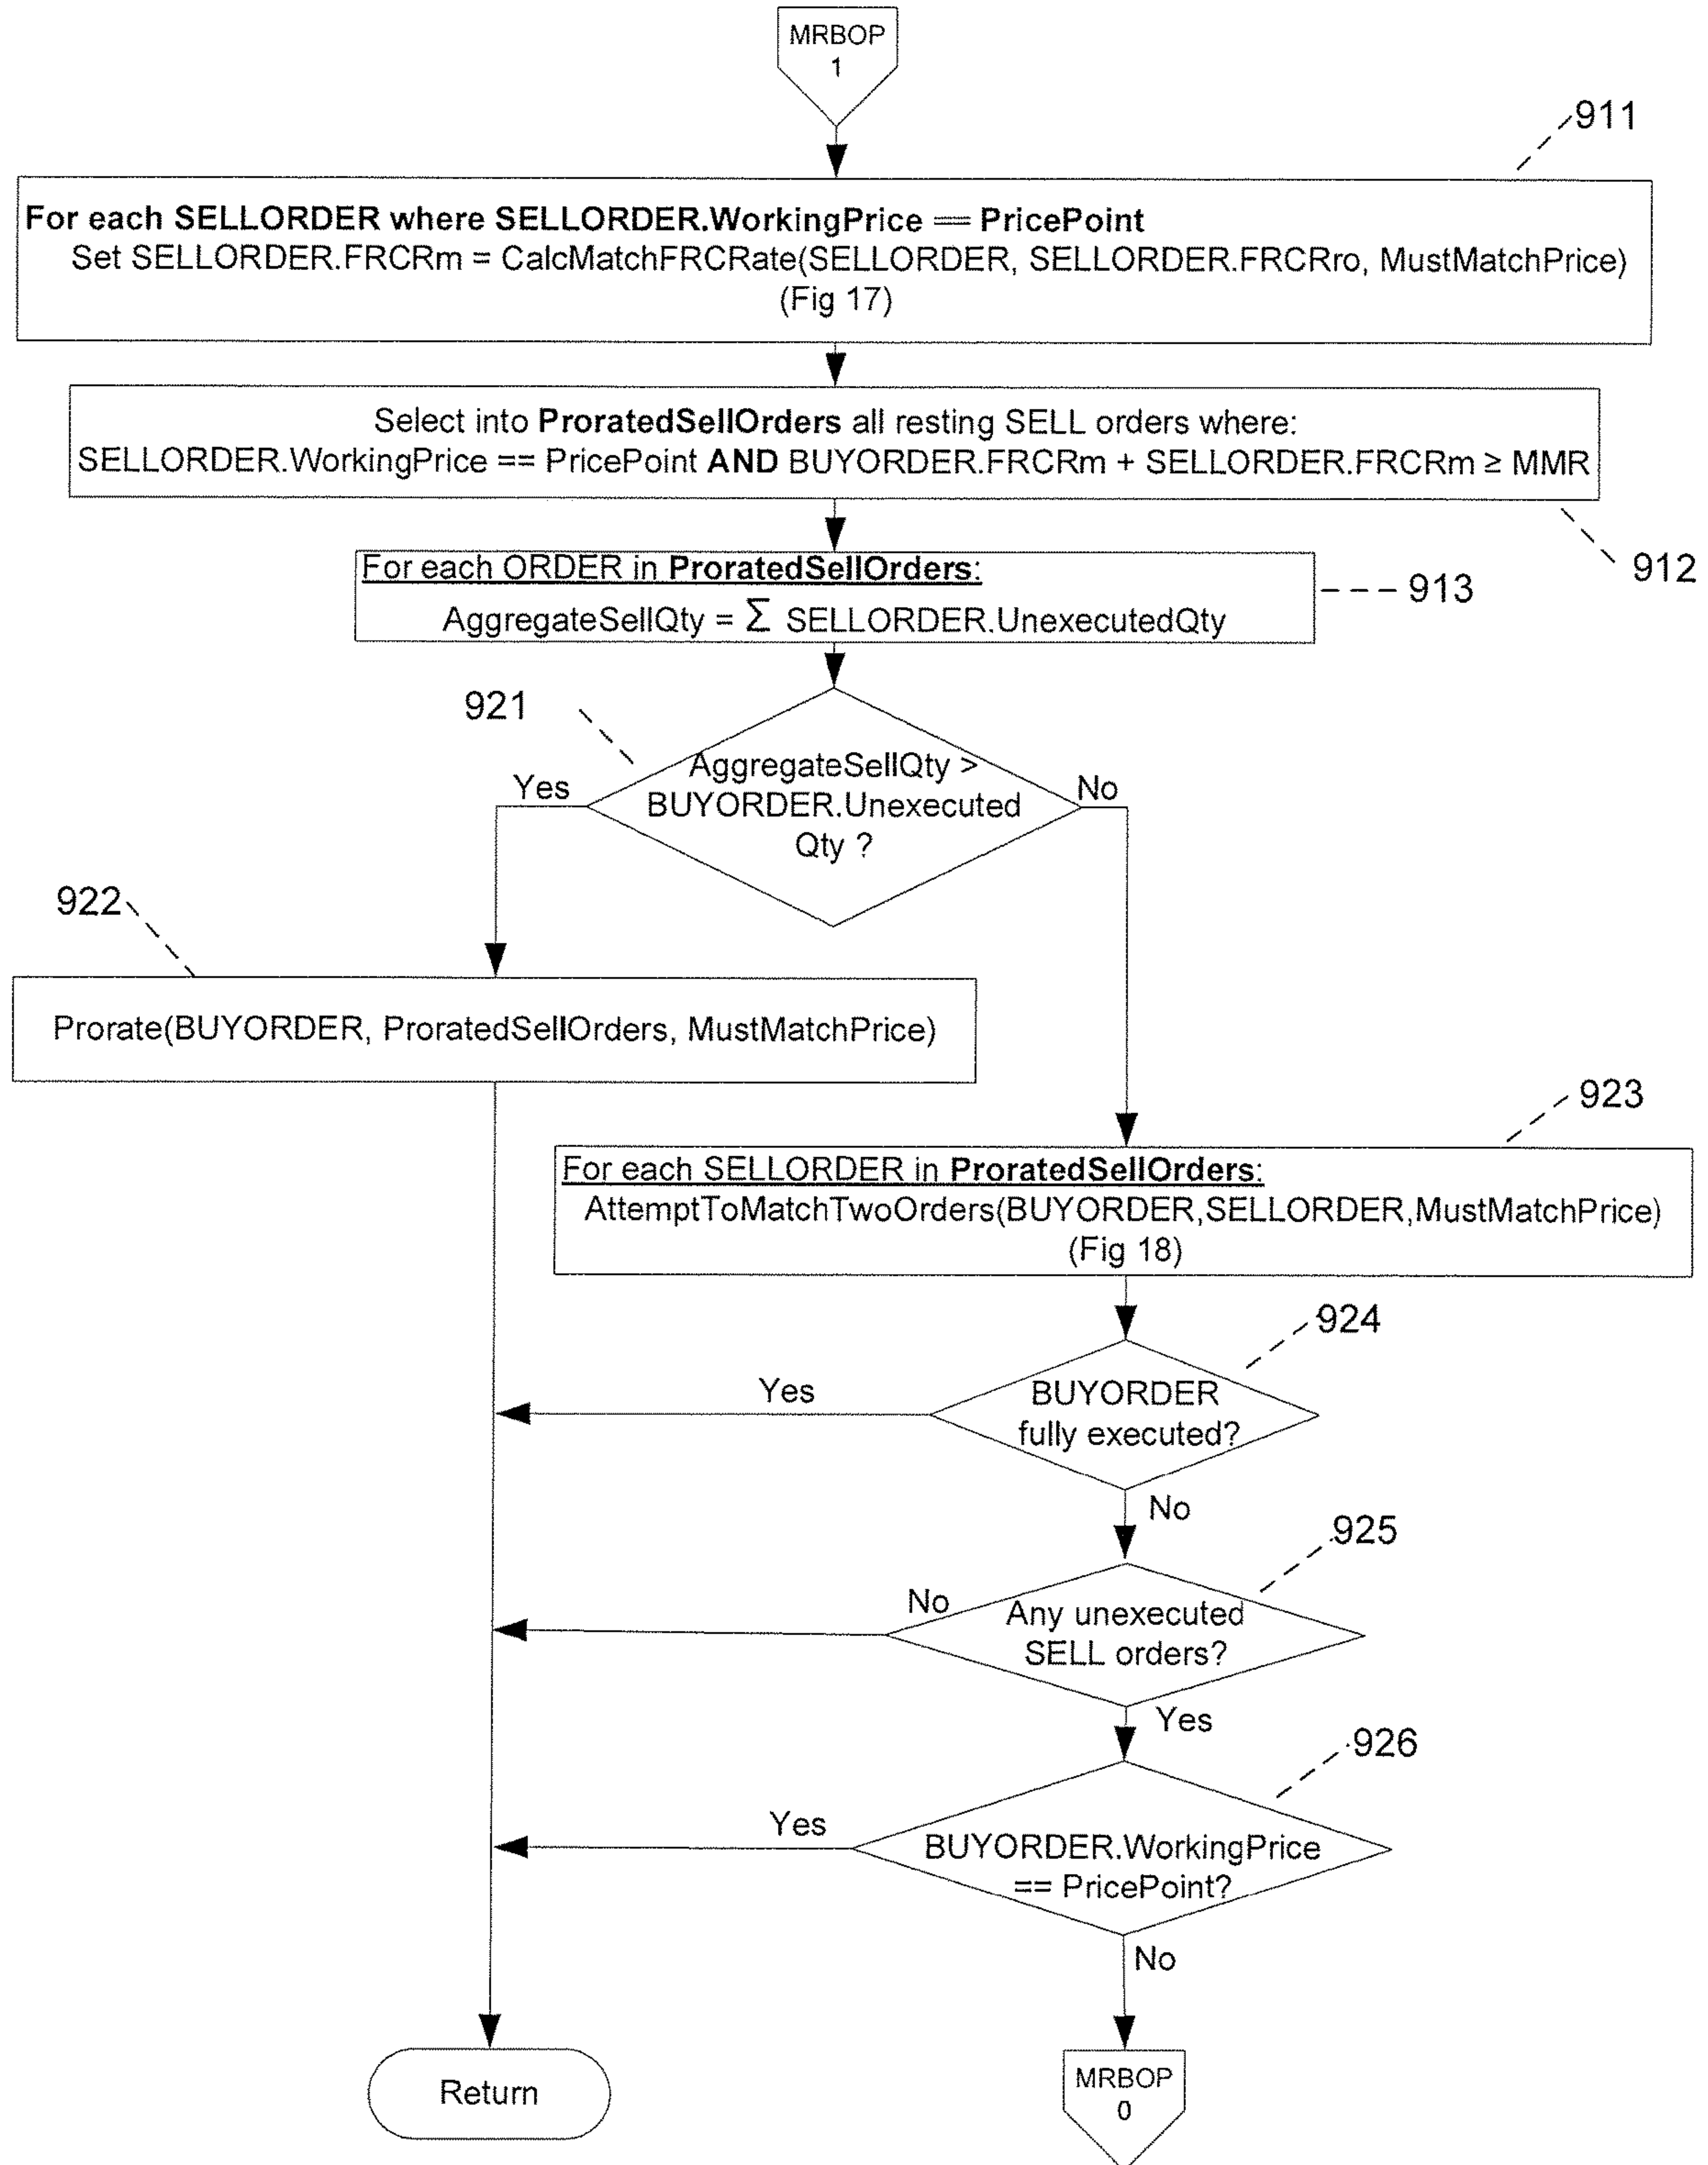 MRBOP
1
911
For each SELLORDER where SELLORDER.WorkingPrice == PricePoint
Set SELLORDER.FRCRm = CalcMatchFRCRate(SELLORDER, SELLORDER.FRCRro, MustMatchPrice)
(Fig 17)
Select into ProratedSellOrders all resting SELL orders where:
SELLORDER.WorkingPrice == PricePoint AND BUYORDER.FRCRm + SELLORDER.FRCRm ≥ MMR
912
For each ORDER in ProratedSellOrders:
AggregateSellQty = Σ SELLORDER.UnexecutedQty
913
921
AggregateSellQty >
BUYORDER.Unexecuted
Qty ?
Yes
No
922
Prorate(BUYORDER, ProratedSellOrders, MustMatchPrice)
923
For each SELLORDER in ProratedSellOrders:
AttemptToMatchTwoOrders(BUYORDER,SELLORDER,MustMatchPrice)
(Fig 18)
924
BUYORDER
fully executed?
Yes
No
925
Any unexecuted
SELL orders?
No
Yes
926
BUYORDER.WorkingPrice
== PricePoint?
Yes
No
Return
MRBOP
0